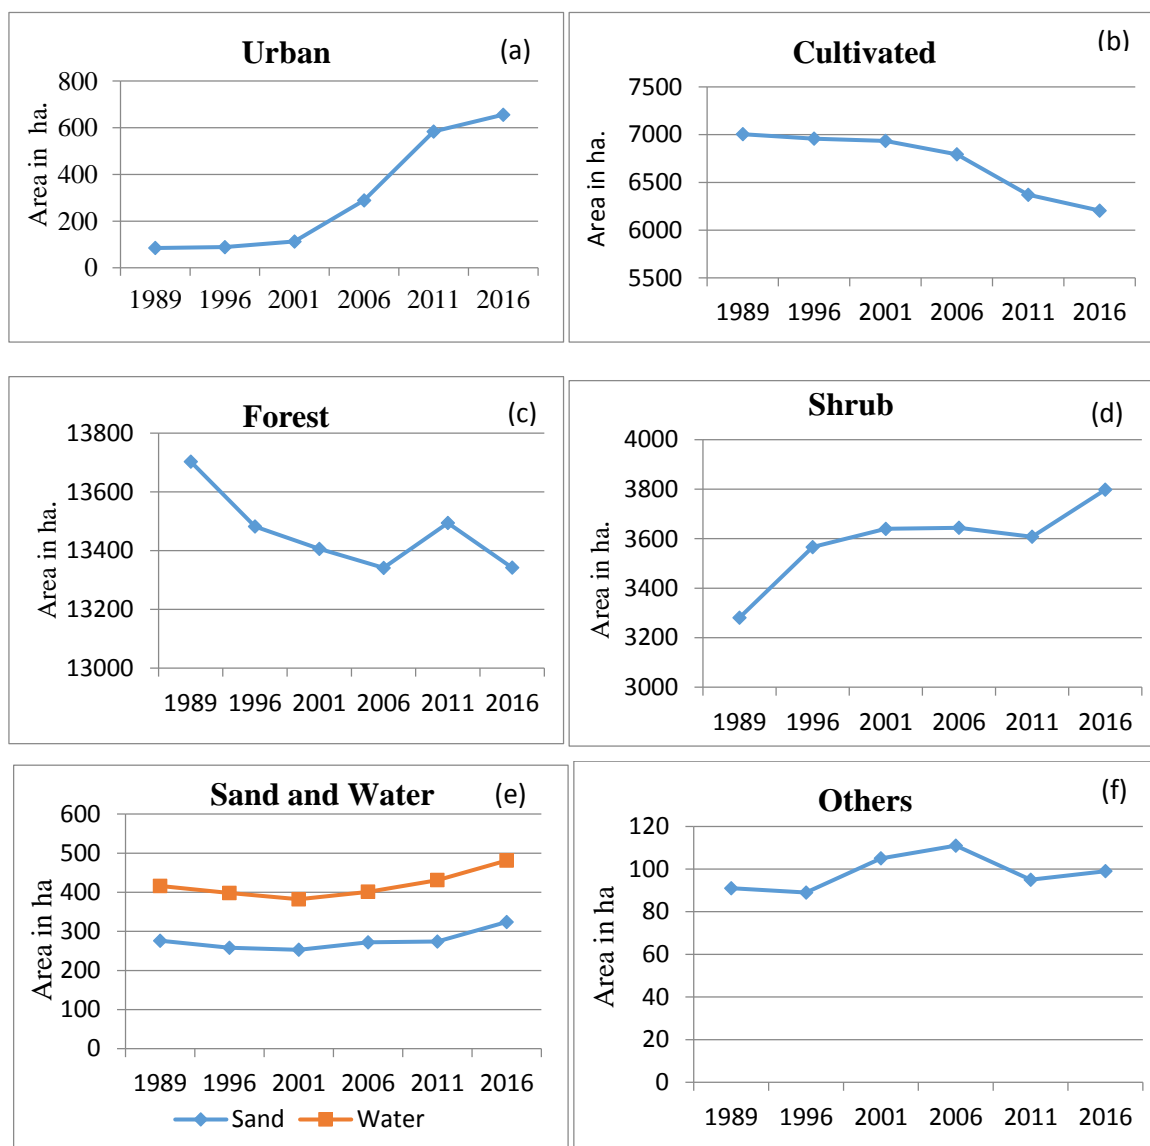 Urban
(a)
Area in ha.
800
600
400
200
0
1989 1996 2001 2006 2011 2016
Cultivated
(b)
Area in ha.
7500
7000
6500
6000
5500
1989 1996 2001 2006 2011 2016
Forest
(c)
Area in ha.
13800
13600
13400
13200
13000
1989 1996 2001 2006 2011 2016
Shrub
(d)
Area in ha.
4000
3800
3600
3400
3200
3000
1989 1996 2001 2006 2011 2016
Sand and Water
(e)
Area in ha
600
500
400
300
200
100
0
1989 1996 2001 2006 2011 2016
Sand Water
Others
(f)
Area in ha
120
100
80
60
40
20
0
1989 1996 2001 2006 2011 2016